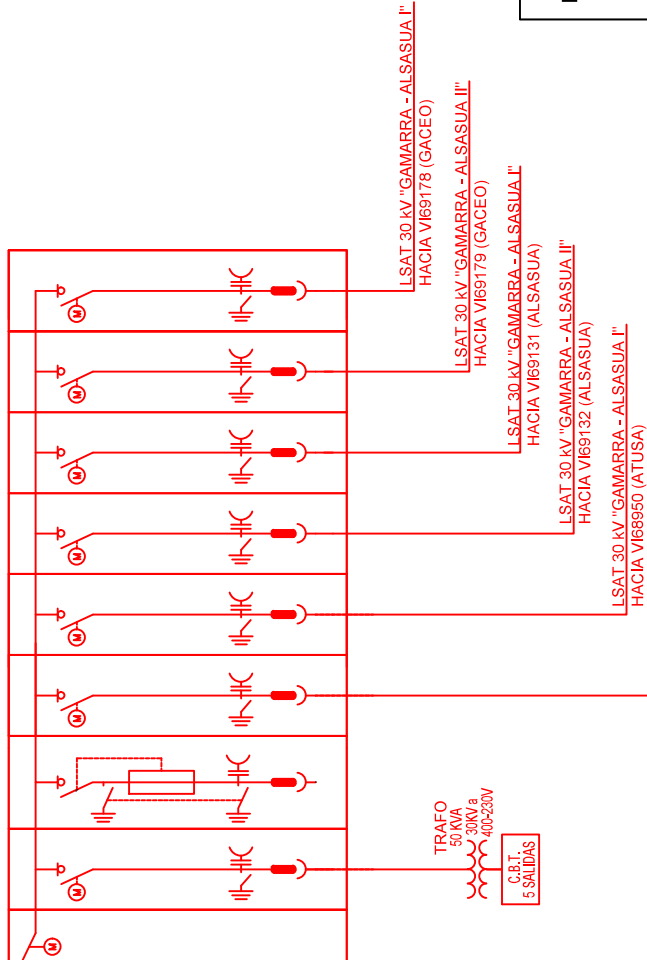 LSAT 30 kV "GAMARRA - ALSASUA I"
HACIA VI69178 (GACEO)
LSAT 30 kV "GAMARRA - ALSASUA II"
HACIA VI69179 (GACEO)
LSAT 30 kV "GAMARRA - ALSASUA I"
HACIA VI69131 (ALSASUA)
LSAT 30 kV "GAMARRA - ALSASUA II"
HACIA VI69132 (ALSASUA)
LSAT 30 kV "GAMARRA - ALSASUA I"
HACIA VI68950 (ATUSA)
M
M
M
M
M
M
M
M
TRAFO
50 KVA
30KV a
400-230V
C.B.T.
5 SALIDAS